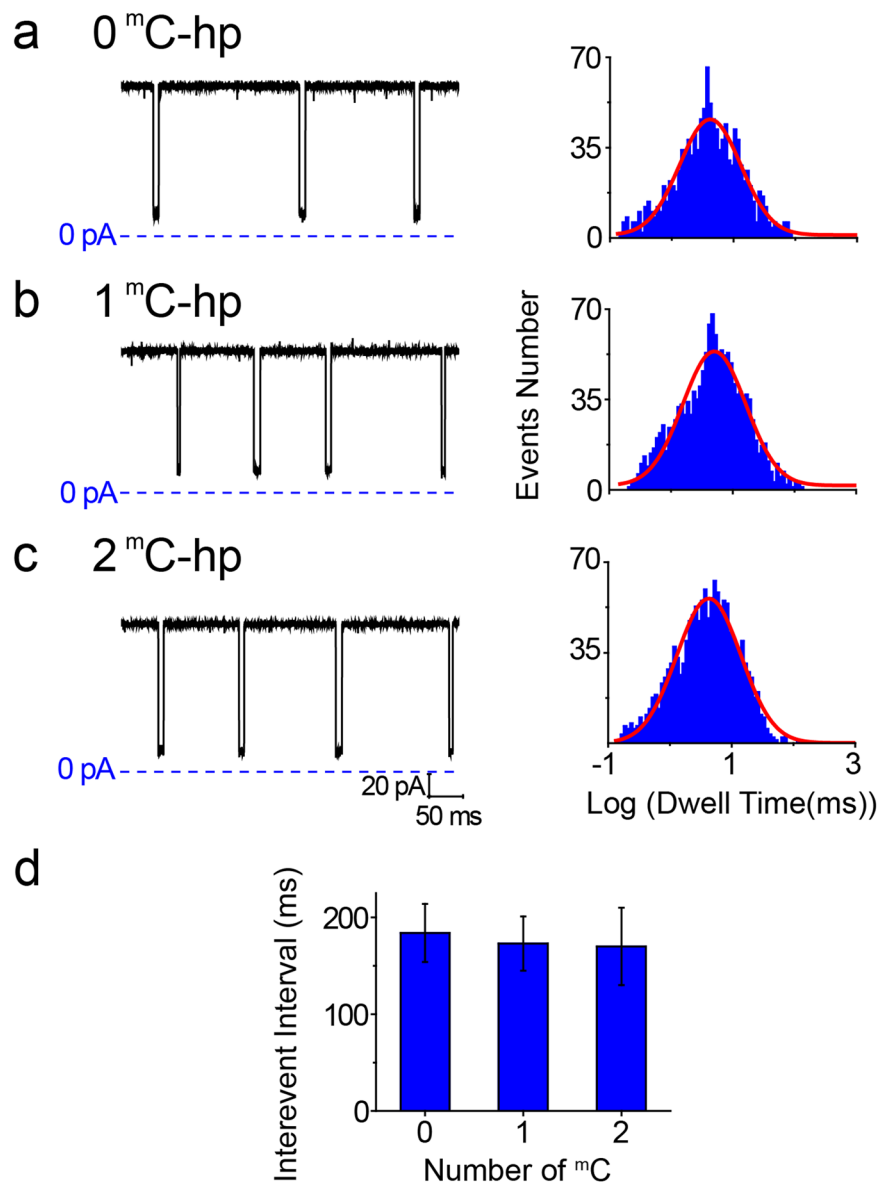 a 0 ᵐC-hp
0 pA
70
35
0
b 1 ᵐC-hp
0 pA
Events Number
70
35
0
c 2 ᵐC-hp
0 pA
20 pA
50 ms
70
35
0
-1 1 3
Log (Dwell Time(ms))
d
Interevent Interval (ms)
200
100
0
0 1 2
Number of ᵐC